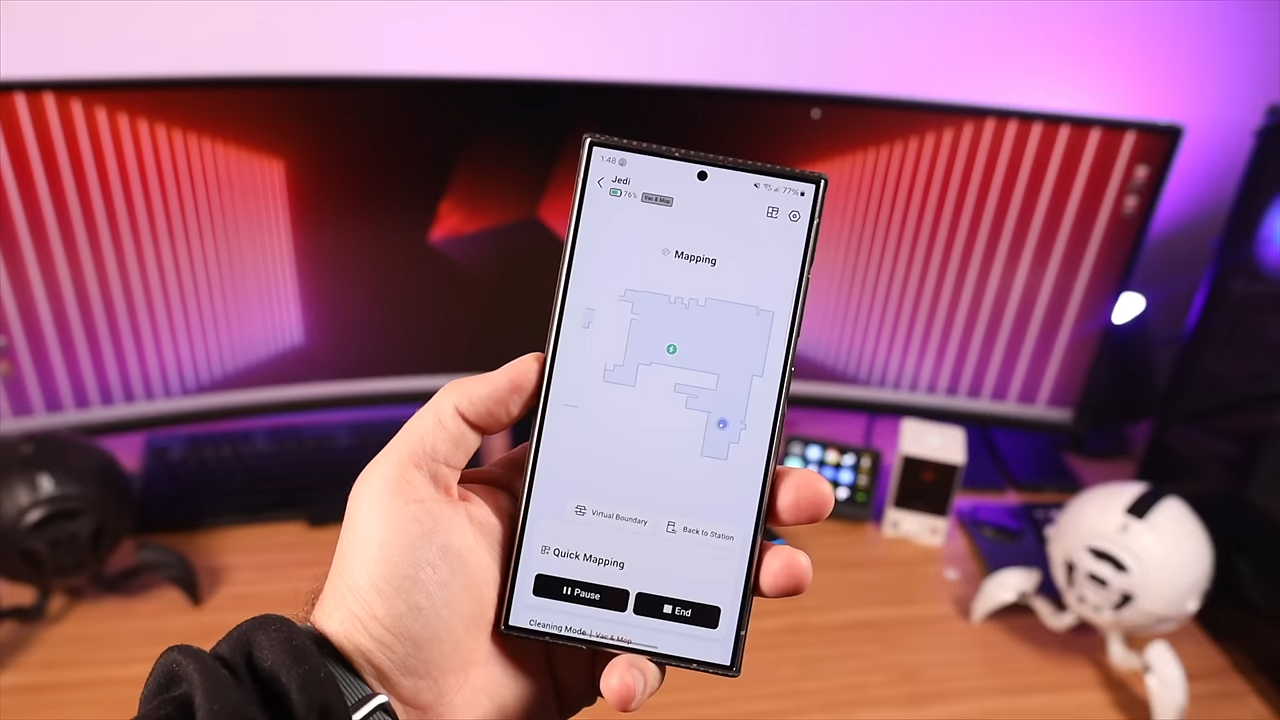 1:48
77%
Jedi
76% Vac & Mop
Mapping
Virtual Boundary
Back to Station
Quick Mapping
Pause
End
Cleaning Mode | Vac & Mop